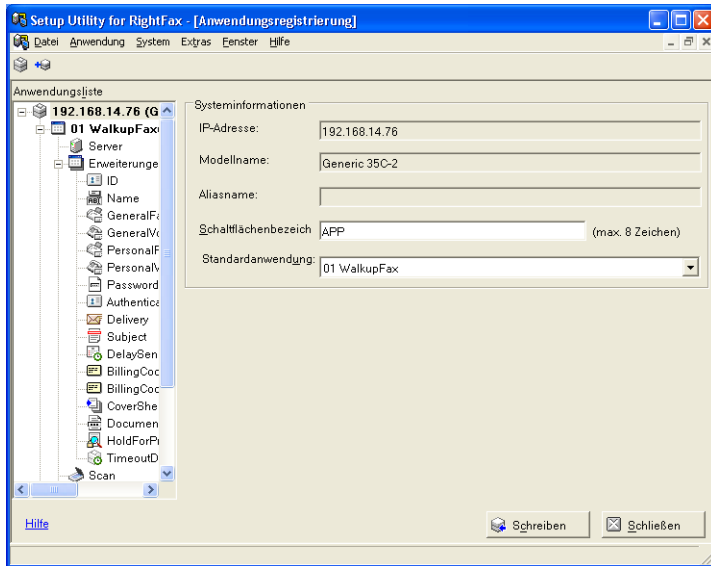 Setup Utility for RightFax - [Anwendungsregistrierung]
Datei Anwendung System Extras Fenster Hilfe
Anwendungsliste
192.168.14.76 (G
01 WalkupFax
Server
Erweiterunge
ID
Name
GeneralFa
GeneralVo
PersonalF
PersonalV
Password
Authentica
Delivery
Subject
DelaySen
BillingCoc
BillingCoc
CoverShe
Documen
HoldForPr
TimeoutD
Scan
Systeminformationen
IP-Adresse: 192.168.14.76
Modellname: Generic 35C-2
Aliasname:
Schaltflächenbezeich APP (max. 8 Zeichen)
Standardanwendung: 01 WalkupFax
Hilfe
Schreiben Schließen